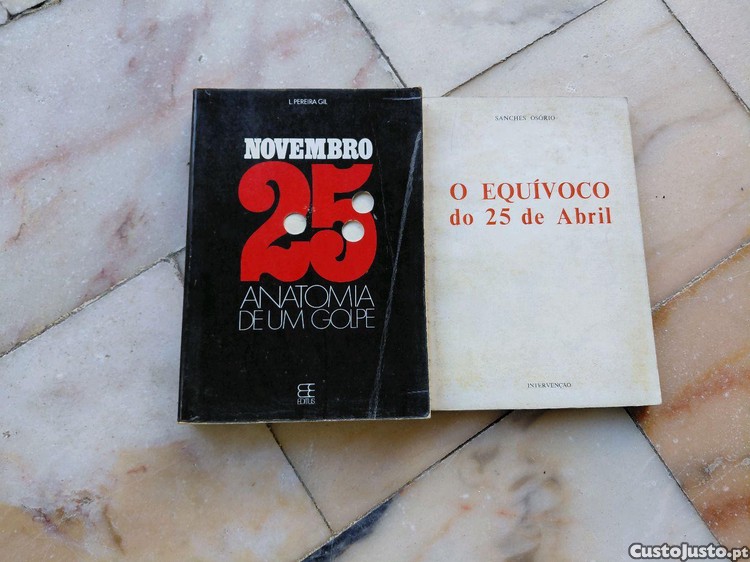 L. PEREIRA GIL
NOVEMBRO
25
ANATOMIA
DE UM GOLPE
EDITUS
SANCHES OSÓRIO
O EQUÍVOCO
do 25 de Abril
INTERVENÇÃO
CustoJusto.pt